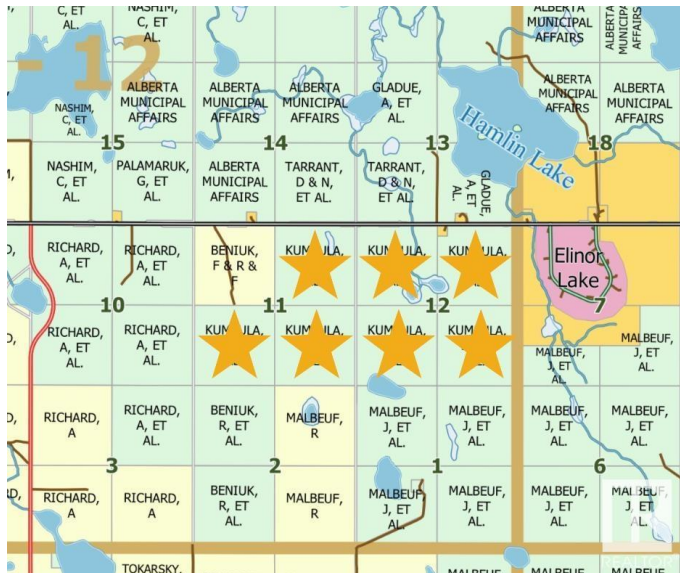 C, ET
AL.
NASHIM,
C, ET
AL.
ALBERTA
MUNICIPAL
AFFAIRS
ALBERTA
MUNICIPAL
AFFAIRS
- 12
NASHIM,
C, ET
AL.
ALBERTA
MUNICIPAL
AFFAIRS
ALBERTA
MUNICIPAL
AFFAIRS
GLADUE,
A, ET
AL.
Hamlin Lake
ALBERTA
MUNICIPAL
AFFAIRS
ALBERTA
MUNICIPAL
AFFAIRS
15
14
13
18
NASHIM,
C, ET
AL.
PALAMARUK,
G, ET
AL.
ALBERTA
MUNICIPAL
AFFAIRS
TARRANT,
D & N,
ET AL.
TARRANT,
D & N,
ET AL.
GLADUE,
A, ET
AL.
RICHARD,
A, ET
AL.
RICHARD,
A, ET
AL.
BENIUK,
F & R &
F
Elinor
Lake
10
11
12
7
RICHARD,
A, ET
AL.
RICHARD,
A, ET
AL.
MALBEUF,
J, ET
AL.
MALBEUF,
J, ET
AL.
RICHARD,
A
RICHARD,
A, ET
AL.
BENIUK,
R, ET
AL.
MALBEUF,
R
MALBEUF,
J, ET
AL.
MALBEUF,
J, ET
AL.
MALBEUF,
J, ET
AL.
MALBEUF,
J, ET
AL.
3
2
1
6
RICHARD,
A
RICHARD,
A
BENIUK,
R, ET
AL.
MALBEUF,
R
MALBEUF,
J, ET
AL.
MALBEUF,
J, ET
AL.
MALBEUF,
J, ET
AL.
MALBEUF,
J, ET
AL.
REALTOR
TOKARSKY,
MALBEUF,
MALBEUF,
MALBEUF,